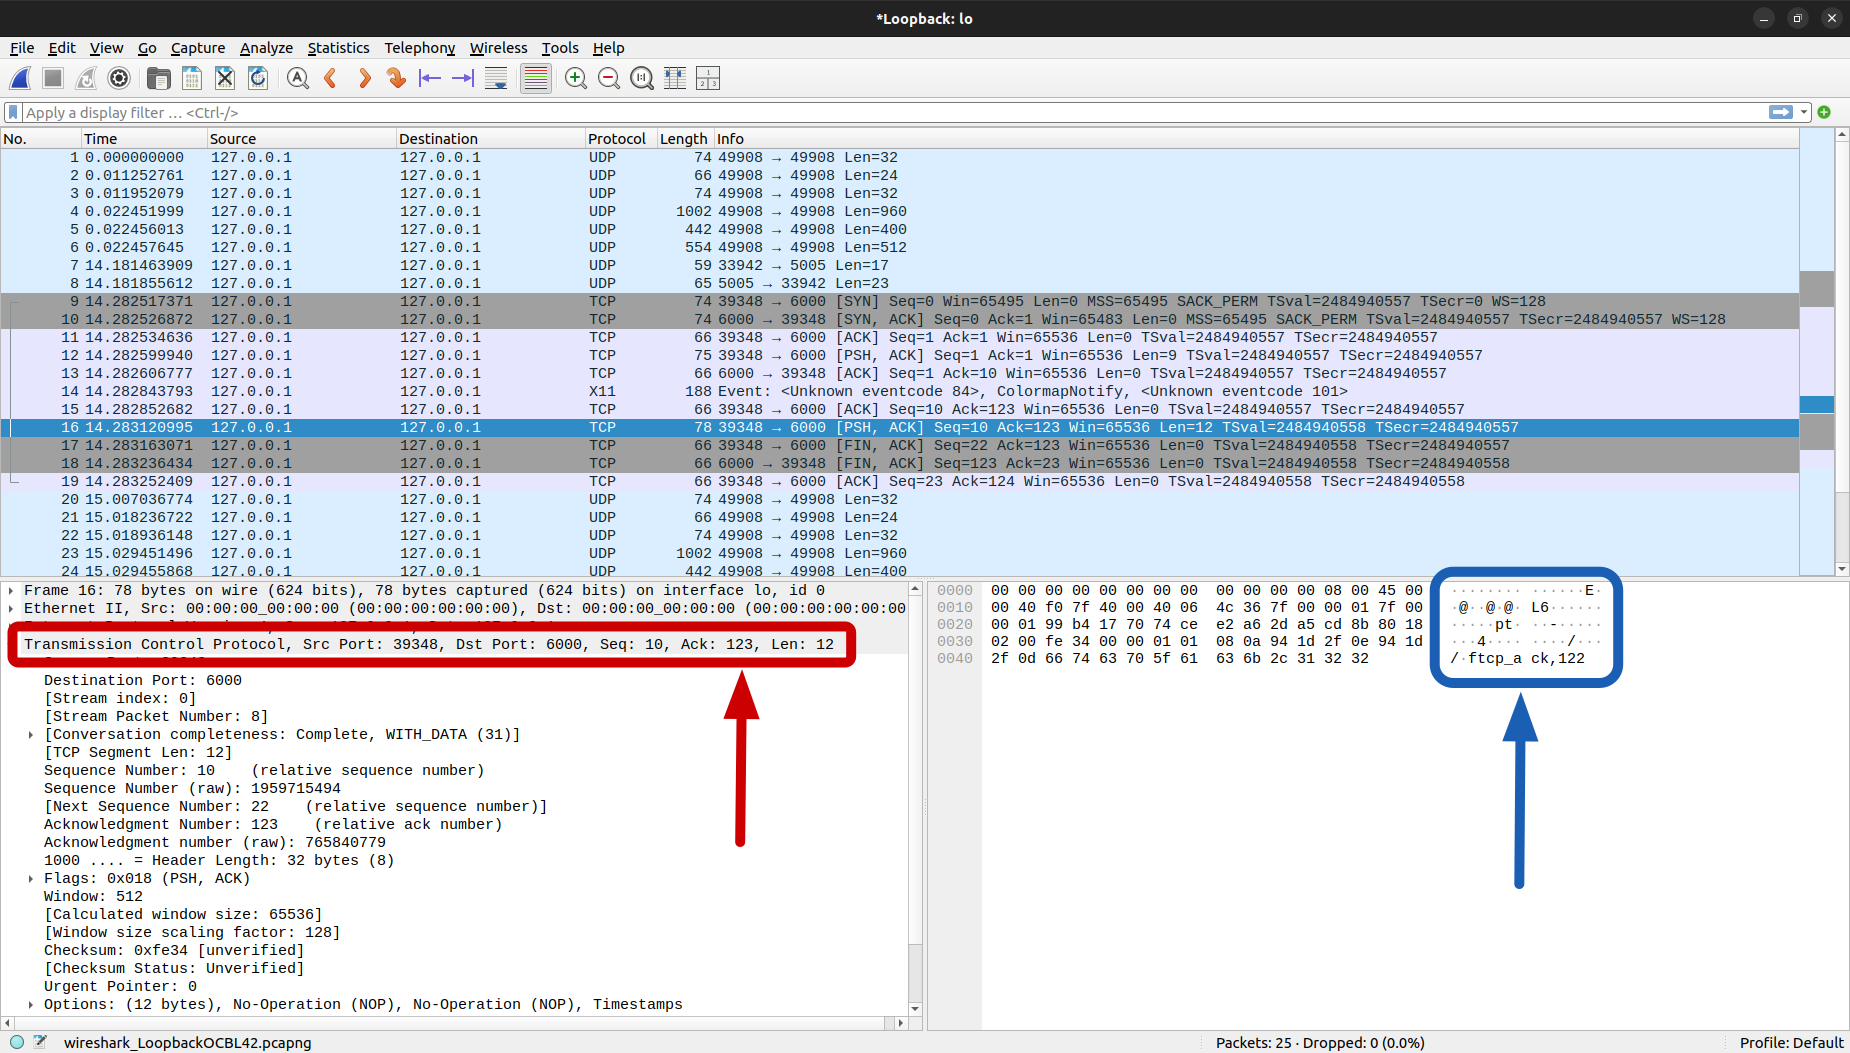 *Loopback: lo
File Edit View Go Capture Analyze Statistics Telephony Wireless Tools Help
Apply a display filter … <Ctrl-/>
No. Time Source Destination Protocol Length Info
1 0.000000000 127.0.0.1 127.0.0.1 UDP 74 49908 → 49908 Len=32
2 0.011252761 127.0.0.1 127.0.0.1 UDP 66 49908 → 49908 Len=24
3 0.011952079 127.0.0.1 127.0.0.1 UDP 74 49908 → 49908 Len=32
4 0.022451999 127.0.0.1 127.0.0.1 UDP 1002 49908 → 49908 Len=960
5 0.022456013 127.0.0.1 127.0.0.1 UDP 442 49908 → 49908 Len=400
6 0.022457645 127.0.0.1 127.0.0.1 UDP 554 49908 → 49908 Len=512
7 14.181463909 127.0.0.1 127.0.0.1 UDP 59 33942 → 5005 Len=17
8 14.181855612 127.0.0.1 127.0.0.1 UDP 65 5005 → 33942 Len=23
9 14.282517371 127.0.0.1 127.0.0.1 TCP 74 39348 → 6000 [SYN] Seq=0 Win=65495 Len=0 MSS=65495 SACK_PERM TSval=2484940557 TSecr=0 WS=128
10 14.282526872 127.0.0.1 127.0.0.1 TCP 74 6000 → 39348 [SYN, ACK] Seq=0 Ack=1 Win=65483 Len=0 MSS=65495 SACK_PERM TSval=2484940557 TSecr=2484940557 WS=128
11 14.282534636 127.0.0.1 127.0.0.1 TCP 66 39348 → 6000 [ACK] Seq=1 Ack=1 Win=65536 Len=0 TSval=2484940557 TSecr=2484940557
12 14.282599940 127.0.0.1 127.0.0.1 TCP 75 39348 → 6000 [PSH, ACK] Seq=1 Ack=1 Win=65536 Len=9 TSval=2484940557 TSecr=2484940557
13 14.282606777 127.0.0.1 127.0.0.1 TCP 66 6000 → 39348 [ACK] Seq=1 Ack=10 Win=65536 Len=0 TSval=2484940557 TSecr=2484940557
14 14.282843793 127.0.0.1 127.0.0.1 X11 188 Event: <Unknown eventcode 84>, ColormapNotify, <Unknown eventcode 101>
15 14.282852682 127.0.0.1 127.0.0.1 TCP 66 39348 → 6000 [ACK] Seq=10 Ack=123 Win=65536 Len=0 TSval=2484940557 TSecr=2484940557
16 14.283120995 127.0.0.1 127.0.0.1 TCP 78 39348 → 6000 [PSH, ACK] Seq=10 Ack=123 Win=65536 Len=12 TSval=2484940558 TSecr=2484940557
17 14.283163071 127.0.0.1 127.0.0.1 TCP 66 39348 → 6000 [FIN, ACK] Seq=22 Ack=123 Win=65536 Len=0 TSval=2484940558 TSecr=2484940557
18 14.283236434 127.0.0.1 127.0.0.1 TCP 66 6000 → 39348 [FIN, ACK] Seq=123 Ack=23 Win=65536 Len=0 TSval=2484940558 TSecr=2484940558
19 14.283252409 127.0.0.1 127.0.0.1 TCP 66 39348 → 6000 [ACK] Seq=23 Ack=124 Win=65536 Len=0 TSval=2484940558 TSecr=2484940558
20 15.007036774 127.0.0.1 127.0.0.1 UDP 74 49908 → 49908 Len=32
21 15.018236722 127.0.0.1 127.0.0.1 UDP 66 49908 → 49908 Len=24
22 15.018936148 127.0.0.1 127.0.0.1 UDP 74 49908 → 49908 Len=32
23 15.029451496 127.0.0.1 127.0.0.1 UDP 1002 49908 → 49908 Len=960
24 15.029455868 127.0.0.1 127.0.0.1 UDP 442 49908 → 49908 Len=400
Frame 16: 78 bytes on wire (624 bits), 78 bytes captured (624 bits) on interface lo, id 0
Ethernet II, Src: 00:00:00_00:00:00 (00:00:00:00:00:00), Dst: 00:00:00_00:00:00 (00:00:00:00:00:00
Transmission Control Protocol, Src Port: 39348, Dst Port: 6000, Seq: 10, Ack: 123, Len: 12
Destination Port: 6000
[Stream index: 0]
[Stream Packet Number: 8]
[Conversation completeness: Complete, WITH_DATA (31)]
[TCP Segment Len: 12]
Sequence Number: 10 (relative sequence number)
Sequence Number (raw): 1959715494
[Next Sequence Number: 22 (relative sequence number)]
Acknowledgment Number: 123 (relative ack number)
Acknowledgment number (raw): 765840779
1000 .... = Header Length: 32 bytes (8)
Flags: 0x018 (PSH, ACK)
Window: 512
[Calculated window size: 65536]
[Window size scaling factor: 128]
Checksum: 0xfe34 [unverified]
[Checksum Status: Unverified]
Urgent Pointer: 0
Options: (12 bytes), No-Operation (NOP), No-Operation (NOP), Timestamps
0000 00 00 00 00 00 00 00 00 00 00 00 00 08 00 45 00 ········ ······E·
0010 00 40 f0 7f 40 00 40 06 4c 36 7f 00 00 01 7f 00 ·@··@·@· L6······
0020 00 01 99 b4 17 70 74 ce e2 a6 2d a5 cd 8b 80 18 ·····pt· ··-·····
0030 02 00 fe 34 00 00 01 01 08 0a 94 1d 2f 0e 94 1d ···4···· ····/···
0040 2f 0d 66 74 63 70 5f 61 63 6b 2c 31 32 32 /·ftcp_a ck,122
wireshark_LoopbackOCBL42.pcapng
Packets: 25 · Dropped: 0 (0.0%)
Profile: Default